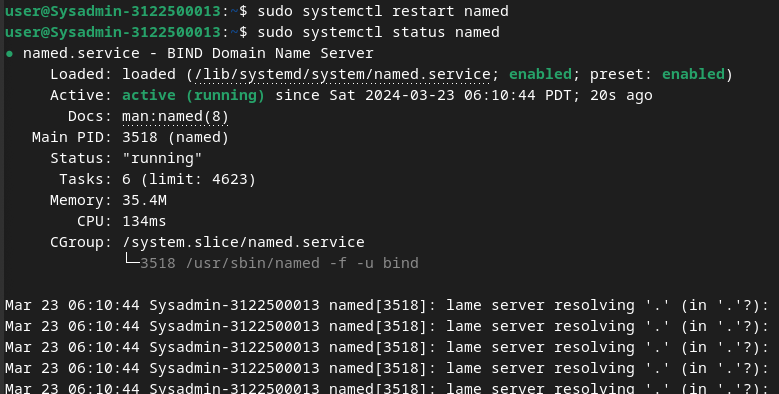 user@Sysadmin-3122500013:~$ sudo systemctl restart named
user@Sysadmin-3122500013:~$ sudo systemctl status named
● named.service - BIND Domain Name Server
     Loaded: loaded (/lib/systemd/system/named.service; enabled; preset: enabled)
     Active: active (running) since Sat 2024-03-23 06:10:44 PDT; 20s ago
       Docs: man:named(8)
   Main PID: 3518 (named)
     Status: "running"
      Tasks: 6 (limit: 4623)
     Memory: 35.4M
        CPU: 134ms
     CGroup: /system.slice/named.service
             └─3518 /usr/sbin/named -f -u bind
Mar 23 06:10:44 Sysadmin-3122500013 named[3518]: lame server resolving '.' (in '.'?):
Mar 23 06:10:44 Sysadmin-3122500013 named[3518]: lame server resolving '.' (in '.'?):
Mar 23 06:10:44 Sysadmin-3122500013 named[3518]: lame server resolving '.' (in '.'?):
Mar 23 06:10:44 Sysadmin-3122500013 named[3518]: lame server resolving '.' (in '.'?):
Mar 23 06:10:44 Sysadmin-3122500013 named[3518]: lame server resolving '.' (in '.'?):